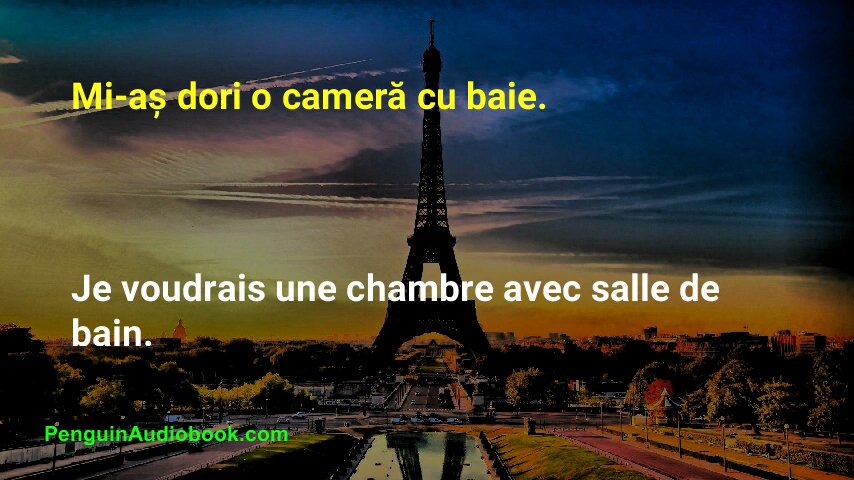 Mi-aș dori o cameră cu baie.
Je voudrais une chambre avec salle de
bain.
PenguinAudiobook.com